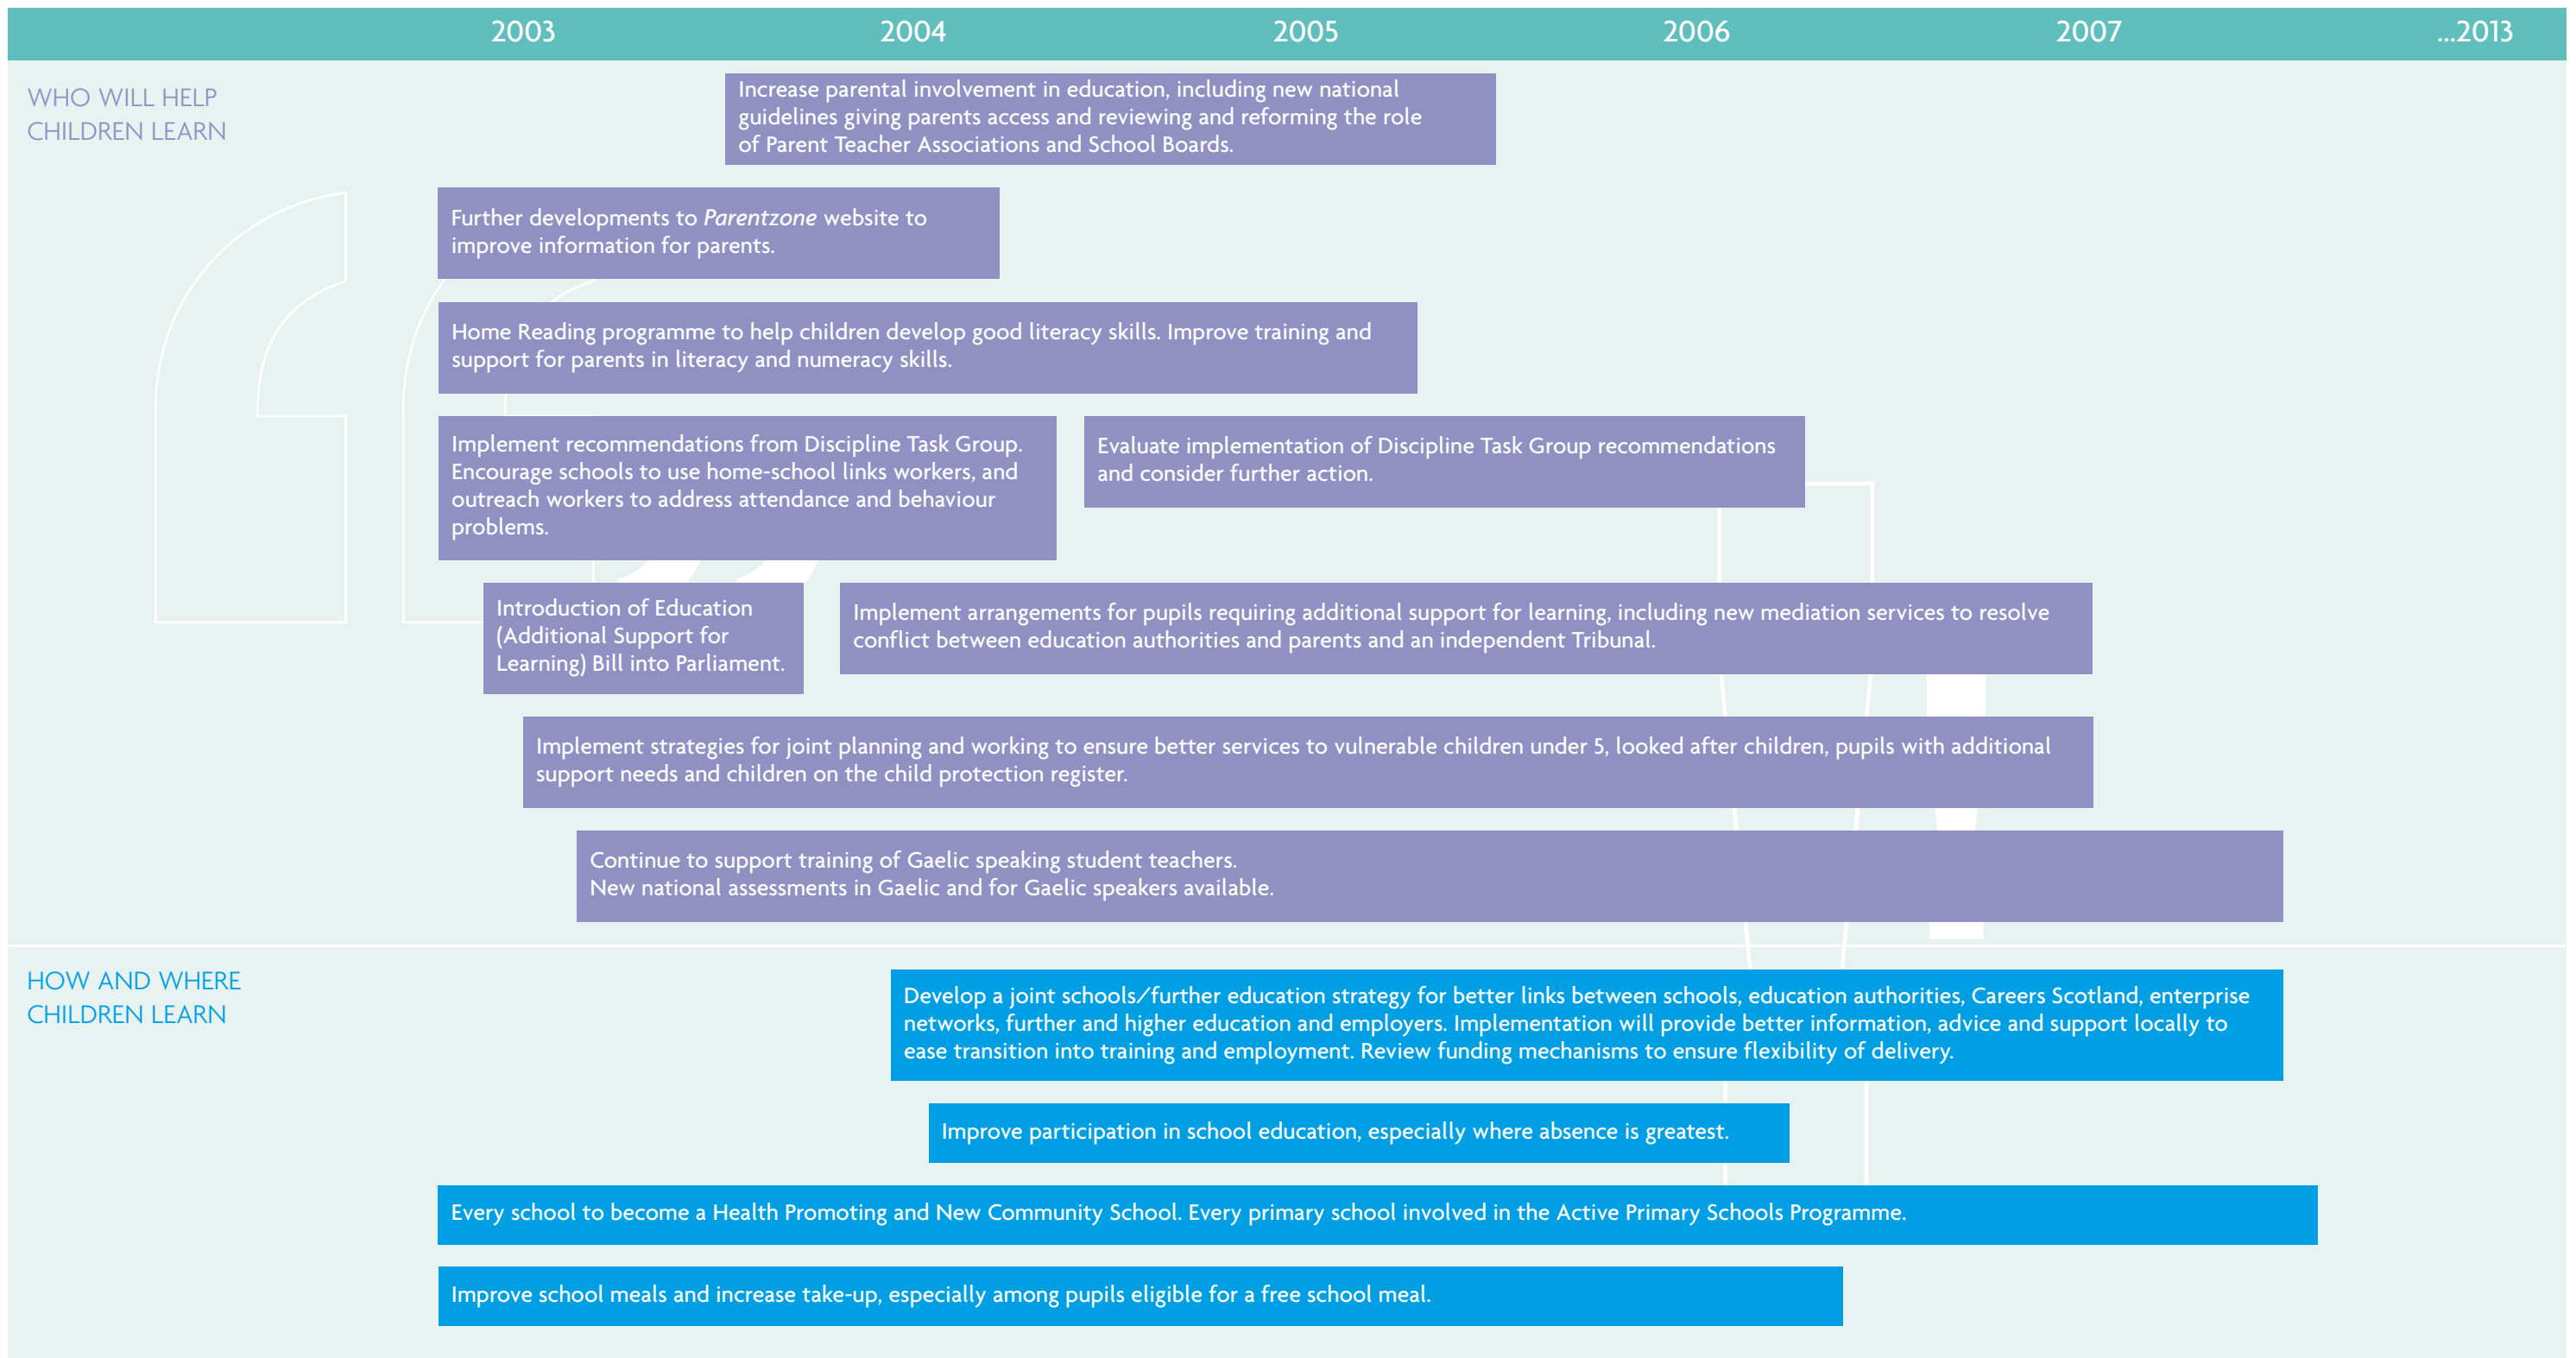 2003 2004 2005 2006 2007 ...2013
WHO WILL HELP
CHILDREN LEARN
Increase parental involvement in education, including new national
guidelines giving parents access and reviewing and reforming the role
of Parent Teacher Associations and School Boards.
Further developments to Parentzone website to
improve information for parents.
Home Reading programme to help children develop good literacy skills. Improve training and
support for parents in literacy and numeracy skills.
Implement recommendations from Discipline Task Group.
Encourage schools to use home-school links workers, and
outreach workers to address attendance and behaviour
problems.
Evaluate implementation of Discipline Task Group recommendations
and consider further action.
Introduction of Education
(Additional Support for
Learning) Bill into Parliament.
Implement arrangements for pupils requiring additional support for learning, including new mediation services to resolve
conflict between education authorities and parents and an independent Tribunal.
Implement strategies for joint planning and working to ensure better services to vulnerable children under 5, looked after children, pupils with additional
support needs and children on the child protection register.
Continue to support training of Gaelic speaking student teachers.
New national assessments in Gaelic and for Gaelic speakers available.
HOW AND WHERE
CHILDREN LEARN
Develop a joint schools/further education strategy for better links between schools, education authorities, Careers Scotland, enterprise
networks, further and higher education and employers. Implementation will provide better information, advice and support locally to
ease transition into training and employment. Review funding mechanisms to ensure flexibility of delivery.
Improve participation in school education, especially where absence is greatest.
Every school to become a Health Promoting and New Community School. Every primary school involved in the Active Primary Schools Programme.
Improve school meals and increase take-up, especially among pupils eligible for a free school meal.